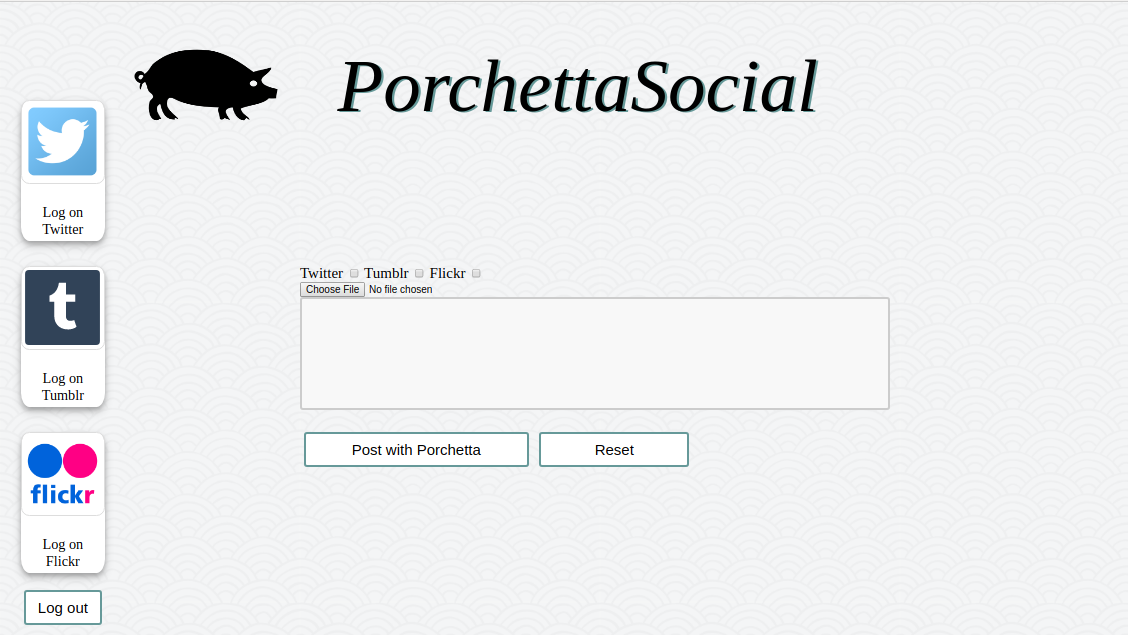 PorchettaSocial
Log on
Twitter
t
Log on
Tumblr
flickr
Log on
Flickr
Log out
Twitter Tumblr Flickr
Choose File No file chosen
Post with Porchetta
Reset